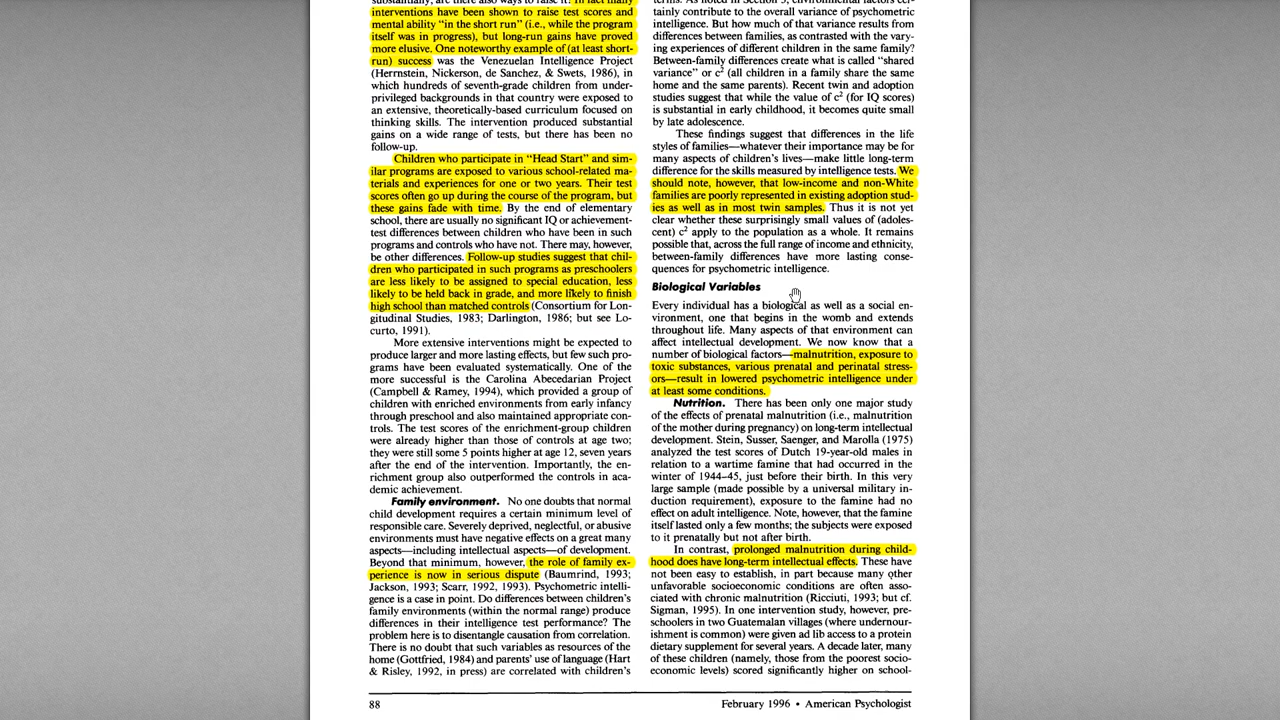 interventions have been shown to raise test scores and
mental ability “in the short run” (i.e., while the program
itself was in progress), but long-run gains have proved
more elusive. One noteworthy example of (at least short-
run) success was the Venezuelan Intelligence Project
(Herrnstein, Nickerson, de Sanchez, & Swets, 1986), in
which hundreds of seventh-grade children from under-
privileged backgrounds in that country were exposed to
an extensive, theoretically-based curriculum focused on
thinking skills. The intervention produced substantial
gains on a wide range of tests, but there has been no
follow-up.
Children who participate in “Head Start” and sim-
ilar programs are exposed to various school-related ma-
terials and experiences for one or two years. Their test
scores often go up during the course of the program, but
these gains fade with time. By the end of elementary
school, there are usually no significant IQ or achievement-
test differences between children who have been in such
programs and controls who have not. There may, however,
be other differences. Follow-up studies suggest that chil-
dren who participated in such programs as preschoolers
are less likely to be assigned to special education, less
likely to be held back in grade, and more likely to finish
high school than matched controls (Consortium for Lon-
gitudinal Studies, 1983; Darlington, 1986; but see Lo-
curto, 1991).
More extensive interventions might be expected to
produce larger and more lasting effects, but few such pro-
grams have been evaluated systematically. One of the
more successful is the Carolina Abecedarian Project
(Campbell & Ramey, 1994), which provided a group of
children with enriched environments from early infancy
through preschool and also maintained appropriate con-
trols. The test scores of the enrichment-group children
were already higher than those of controls at age two;
they were still some 5 points higher at age 12, seven years
after the end of the intervention. Importantly, the en-
richment group also outperformed the controls in aca-
demic achievement.
Family environment. No one doubts that normal
child development requires a certain minimum level of
responsible care. Severely deprived, neglectful, or abusive
environments must have negative effects on a great many
aspects—including intellectual aspects—of development.
Beyond that minimum, however, the role of family ex-
perience is now in serious dispute (Baumrind, 1993;
Jackson, 1993; Scarr, 1992, 1993). Psychometric intelli-
gence is a case in point. Do differences between children's
family environments (within the normal range) produce
differences in their intelligence test performance? The
problem here is to disentangle causation from correlation.
There is no doubt that such variables as resources of the
home (Gottfried, 1984) and parents' use of language (Hart
& Risley, 1992, in press) are correlated with children's
tainly contribute to the overall variance of psychometric
intelligence. But how much of that variance results from
differences between families, as contrasted with the vary-
ing experiences of different children in the same family?
Between-family differences create what is called “shared
variance” or c² (all children in a family share the same
home and the same parents). Recent twin and adoption
studies suggest that while the value of c² (for IQ scores)
is substantial in early childhood, it becomes quite small
by late adolescence.
These findings suggest that differences in the life
styles of families—whatever their importance may be for
many aspects of children's lives—make little long-term
difference for the skills measured by intelligence tests. We
should note, however, that low-income and non-White
families are poorly represented in existing adoption stud-
ies as well as in most twin samples. Thus it is not yet
clear whether these surprisingly small values of (adoles-
cent) c² apply to the population as a whole. It remains
possible that, across the full range of income and ethnicity,
between-family differences have more lasting conse-
quences for psychometric intelligence.
Biological Variables
Every individual has a biological as well as a social en-
vironment, one that begins in the womb and extends
throughout life. Many aspects of that environment can
affect intellectual development. We now know that a
number of biological factors—malnutrition, exposure to
toxic substances, various prenatal and perinatal stress-
ors—result in lowered psychometric intelligence under
at least some conditions.
Nutrition. There has been only one major study
of the effects of prenatal malnutrition (i.e., malnutrition
of the mother during pregnancy) on long-term intellectual
development. Stein, Susser, Saenger, and Marolla (1975)
analyzed the test scores of Dutch 19-year-old males in
relation to a wartime famine that had occurred in the
winter of 1944–45, just before their birth. In this very
large sample (made possible by a universal military in-
duction requirement), exposure to the famine had no
effect on adult intelligence. Note, however, that the famine
itself lasted only a few months; the subjects were exposed
to it prenatally but not after birth.
In contrast, prolonged malnutrition during child-
hood does have long-term intellectual effects. These have
not been easy to establish, in part because many other
unfavorable socioeconomic conditions are often asso-
ciated with chronic malnutrition (Ricciuti, 1993; but cf.
Sigman, 1995). In one intervention study, however, pre-
schoolers in two Guatemalan villages (where undernour-
ishment is common) were given ad lib access to a protein
dietary supplement for several years. A decade later, many
of these children (namely, those from the poorest socio-
economic levels) scored significantly higher on school-
88
February 1996 • American Psychologist